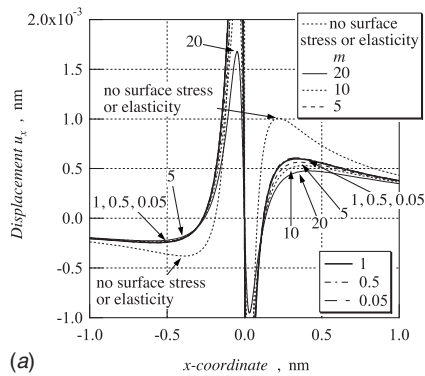 2.0x10⁻³
no surface
stress or elasticity
m
20
10
5
20
no surface stress
or elasticity
1.5
1.0
0.5
0.0
-0.5
-1.0
Displacement uₓ , nm
5
1, 0.5, 0.05
1, 0.5, 0.05
5
20
10
no surface stress
or elasticity
1
0.5
0.05
-1.0 -0.5 0.0 0.5 1.0
(a) x-coordinate , nm